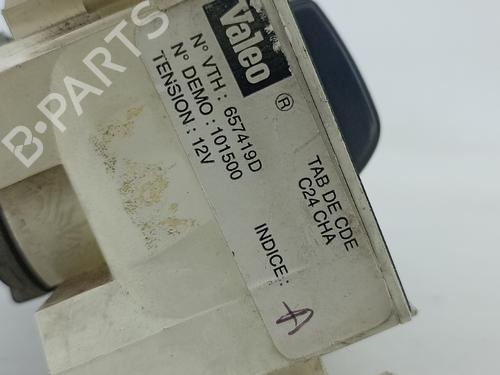 B-PARTS
Valeo
®
N° VTH : 657419D
N° DEMO : 101500
TENSION : 12V
TAB DE CDE
C24 CHA
INDICE :
A